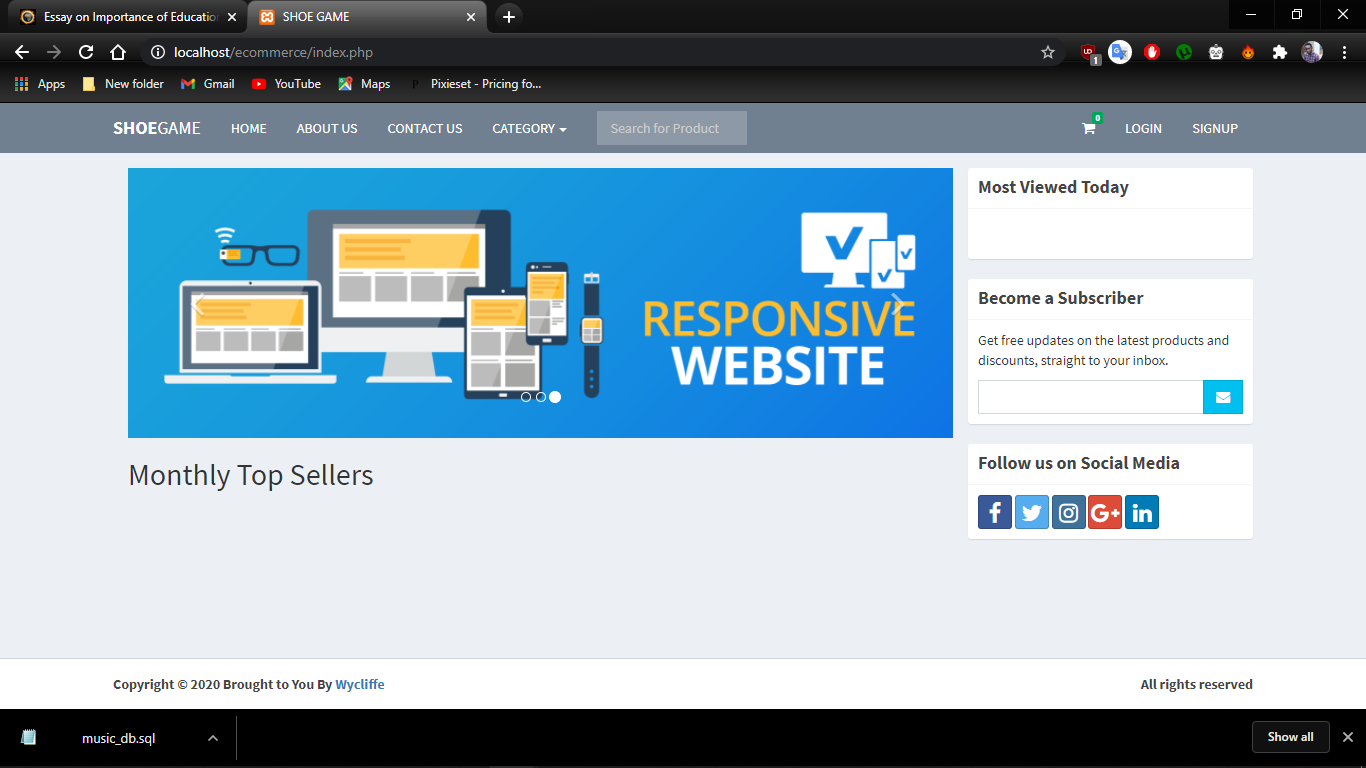 Essay on Importance of Educatio
SHOE GAME
localhost/ecommerce/index.php
1
Apps
New folder
Gmail
YouTube
Maps
Pixieset - Pricing fo...
SHOEGAME
HOME
ABOUT US
CONTACT US
CATEGORY
Search for Product
0
LOGIN
SIGNUP
RESPONSIVE
WEBSITE
Monthly Top Sellers
Most Viewed Today
Become a Subscriber
Get free updates on the latest products and
discounts, straight to your inbox.
Follow us on Social Media
Copyright © 2020 Brought to You By Wycliffe
All rights reserved
music_db.sql
Show all